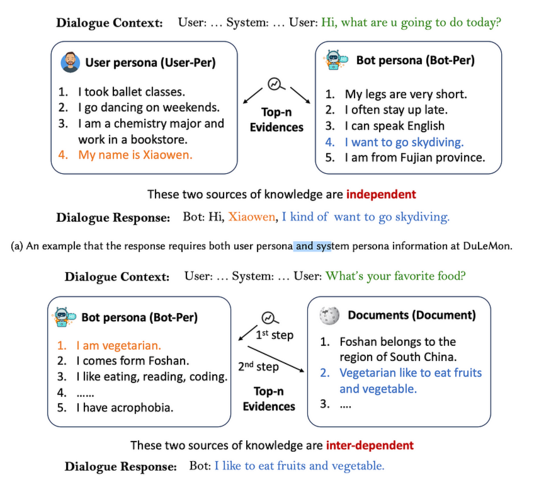 Dialogue Context: User: … System: … User: Hi, what are u going to do today?
User persona (User-Per)
1. I took ballet classes.
2. I go dancing on weekends.
3. I am a chemistry major and
work in a bookstore.
4. My name is Xiaowen.
Top-n
Evidences
Bot persona (Bot-Per)
1. My legs are very short.
2. I often stay up late.
3. I can speak English
4. I want to go skydiving.
5. I am from Fujian province.
These two sources of knowledge are independent
Dialogue Response: Bot: Hi, Xiaowen, I kind of want to go skydiving.
(a) An example that the response requires both user persona and system persona information at DuLeMon.
Dialogue Context: User: … System: … User: What's your favorite food?
Bot persona (Bot-Per)
1. I am vegetarian.
2. I comes form Foshan.
3. I like eating, reading, coding.
4. ……
5. I have acrophobia.
1st step
2nd step
Top-n
Evidences
Documents (Document)
1. Foshan belongs to the
region of South China.
2. Vegetarian like to eat fruits
and vegetable.
3. ….
These two sources of knowledge are inter-dependent
Dialogue Response: Bot: I like to eat fruits and vegetable.